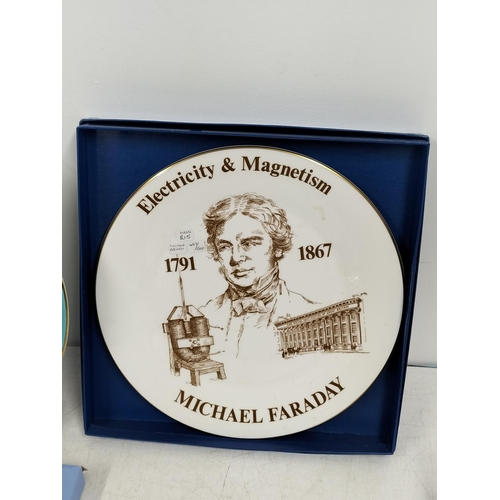 Electricity & Magnetism
1791
1867
MICHAEL FARADAY